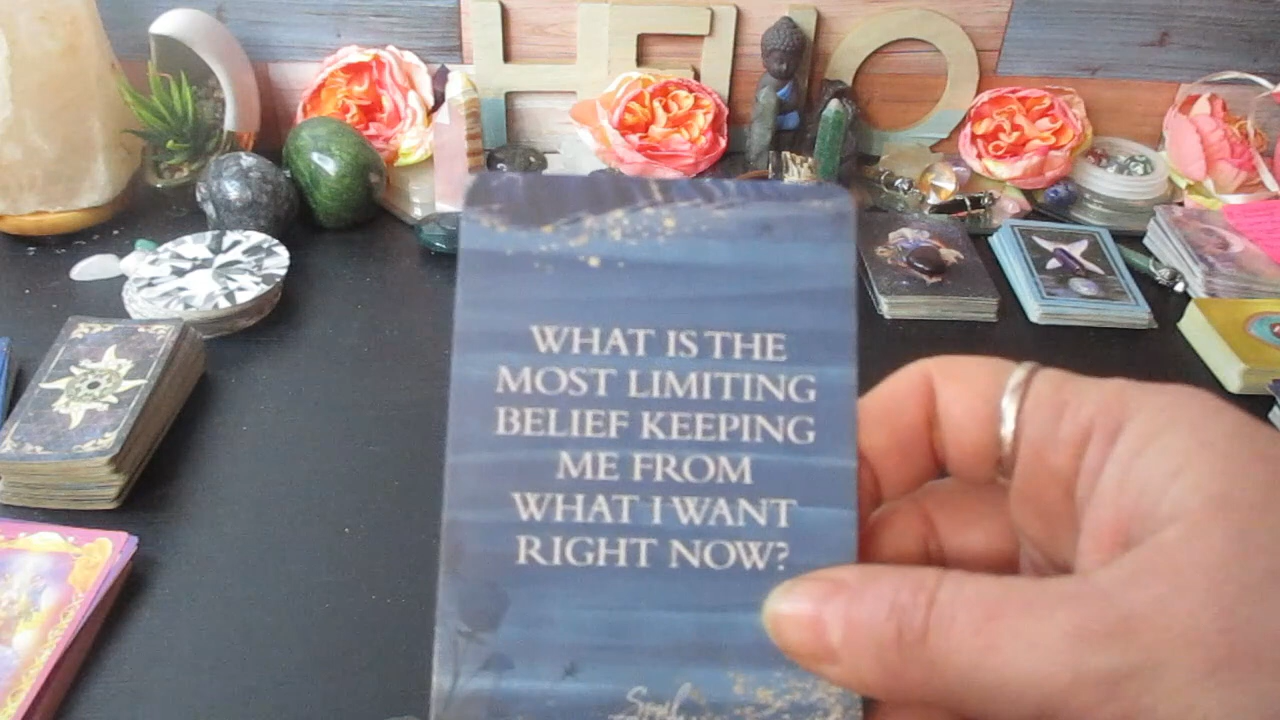 HELLO
WHAT IS THE
MOST LIMITING
BELIEF KEEPING
ME FROM
WHAT I WANT
RIGHT NOW?